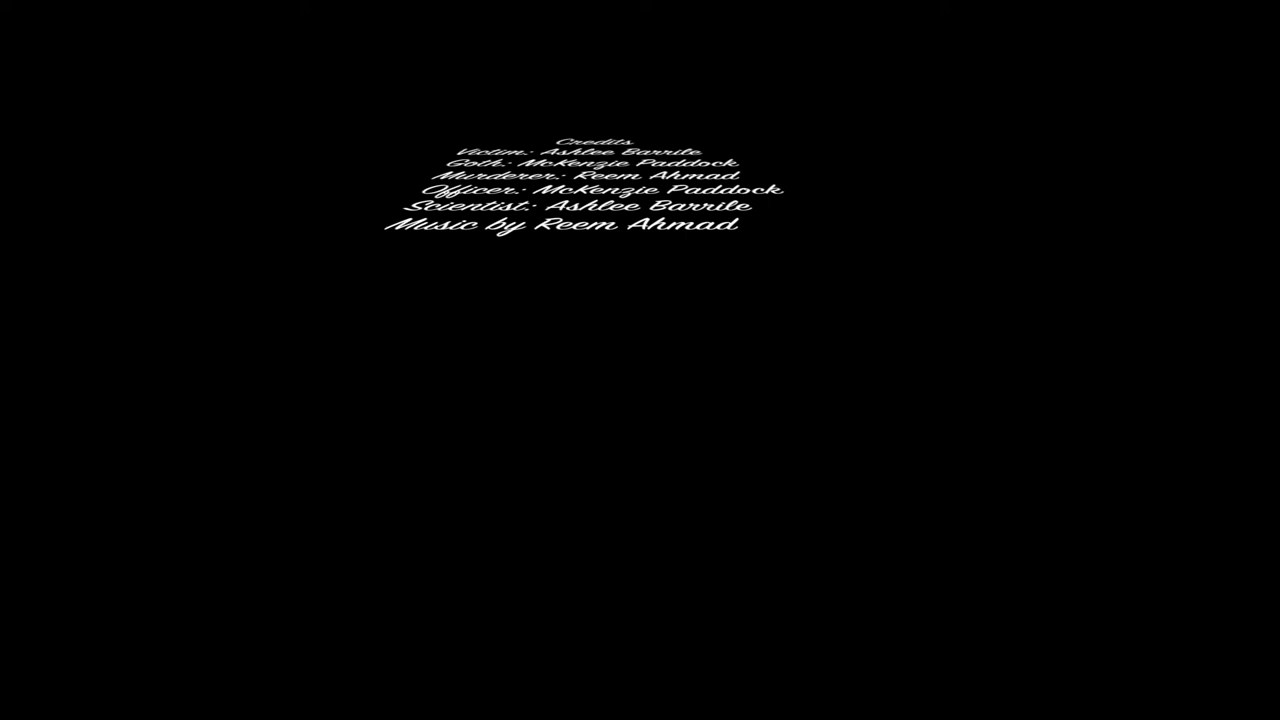 Credits
Victim: Ashlee Barrile
Goth: McKenzie Paddock
Murderer: Reem Ahmad
Officer: McKenzie Paddock
Scientist: Ashlee Barrile
Music by Reem Ahmad